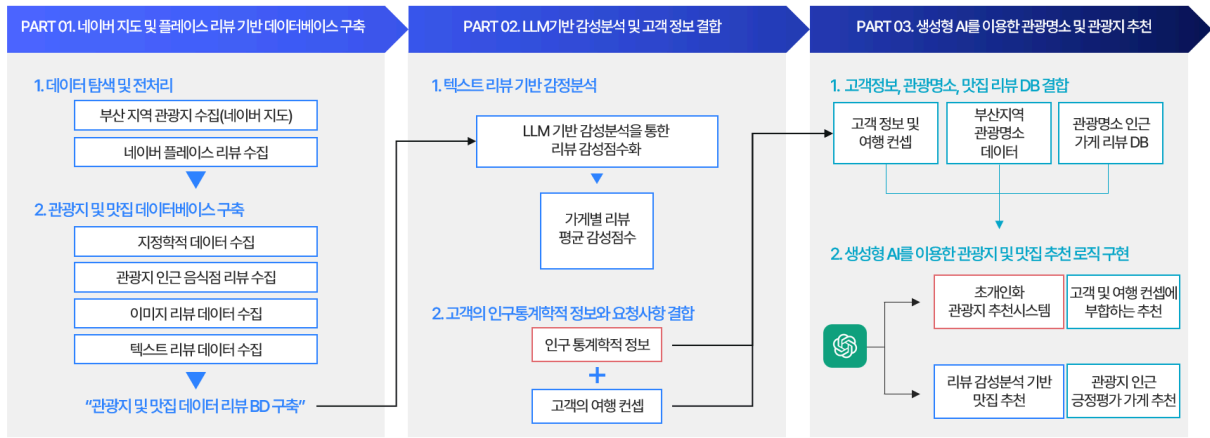 PART 01. 네이버 지도 및 플레이스 리뷰 기반 데이터베이스 구축
1. 데이터 탐색 및 전처리
부산 지역 관광지 수집(네이버 지도)
네이버 플레이스 리뷰 수집
2. 관광지 및 맛집 데이터베이스 구축
지정학적 데이터 수집
관광지 인근 음식점 리뷰 수집
이미지 리뷰 데이터 수집
텍스트 리뷰 데이터 수집
“관광지 및 맛집 데이터 리뷰 BD 구축”
PART 02. LLM기반 감성분석 및 고객 정보 결합
1. 텍스트 리뷰 기반 감정분석
LLM 기반 감성분석을 통한
리뷰 감성점수화
가게별 리뷰
평균 감성점수
2. 고객의 인구통계학적 정보와 요청사항 결합
인구 통계학적 정보
+
고객의 여행 컨셉
PART 03. 생성형 AI를 이용한 관광명소 및 관광지 추천
1. 고객정보, 관광명소, 맛집 리뷰 DB 결합
고객 정보 및
여행 컨셉
부산지역
관광명소
데이터
관광명소 인근
가게 리뷰 DB
2. 생성형 AI를 이용한 관광지 및 맛집 추천 로직 구현
초개인화
관광지 추천시스템
고객 및 여행 컨셉에
부합하는 추천
리뷰 감성분석 기반
맛집 추천
관광지 인근
긍정평가 가게 추천